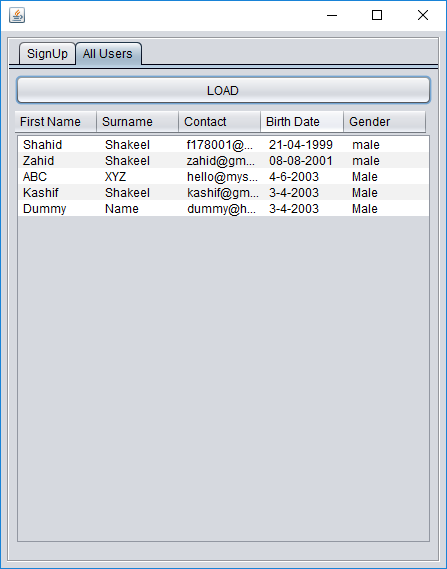 SignUp All Users
LOAD
First Name Surname Contact Birth Date Gender
Shahid Shakeel f178001@... 21-04-1999 male
Zahid Shakeel zahid@gm... 08-08-2001 male
ABC XYZ hello@mys... 4-6-2003 Male
Kashif Shakeel kashif@gm... 3-4-2003 Male
Dummy Name dummy@h... 3-4-2003 Male